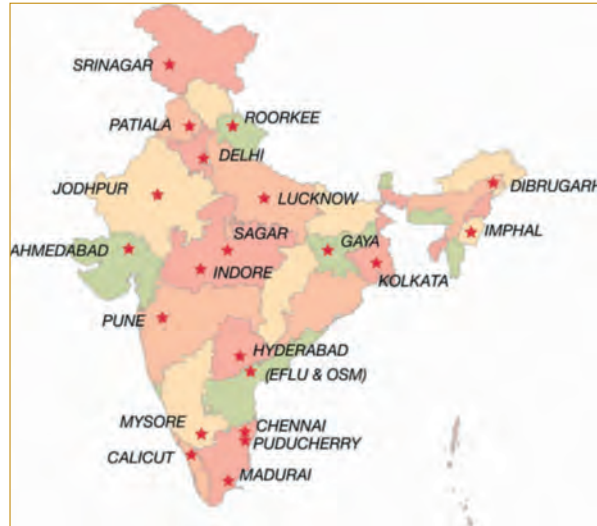 SRINAGAR
PATIALA
ROORKEE
DELHI
JODHPUR
LUCKNOW
DIBRUGARH
SAGAR
IMPHAL
AHMEDABAD
GAYA
INDORE
KOLKATA
PUNE
HYDERABAD
(EFLU & OSM)
MYSORE
CHENNAI
PUDUCHERRY
CALICUT
MADURAI